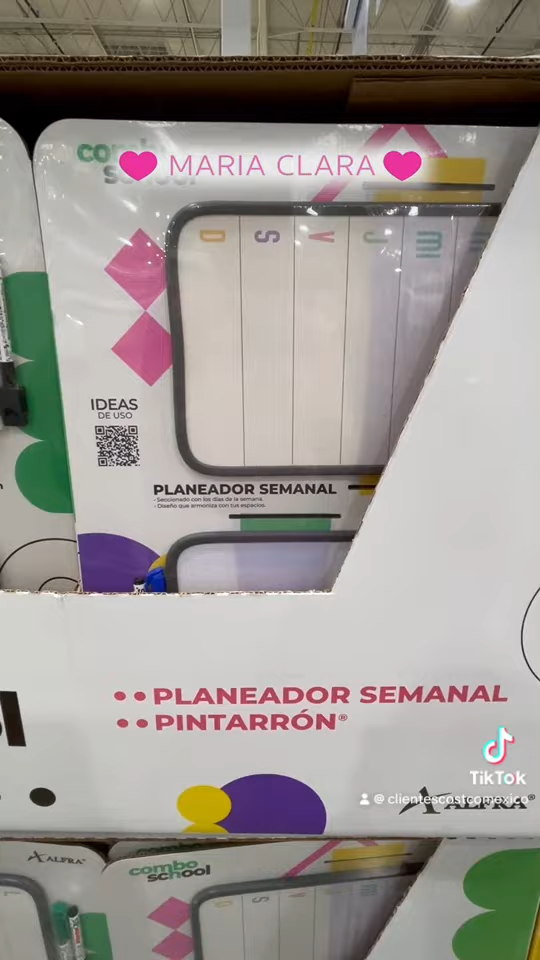 combo
school
MARIA CLARA
D S V J mi m
IDEAS
DE USO
PLANEADOR SEMANAL
- Seccionado con los días de la semana.
- Diseño que armoniza con tus espacios.
PLANEADOR SEMANAL
PINTARRÓN®
TikTok
@clientescostcomexico
ALFRA®
ALFRA®
combo
school
D S V J